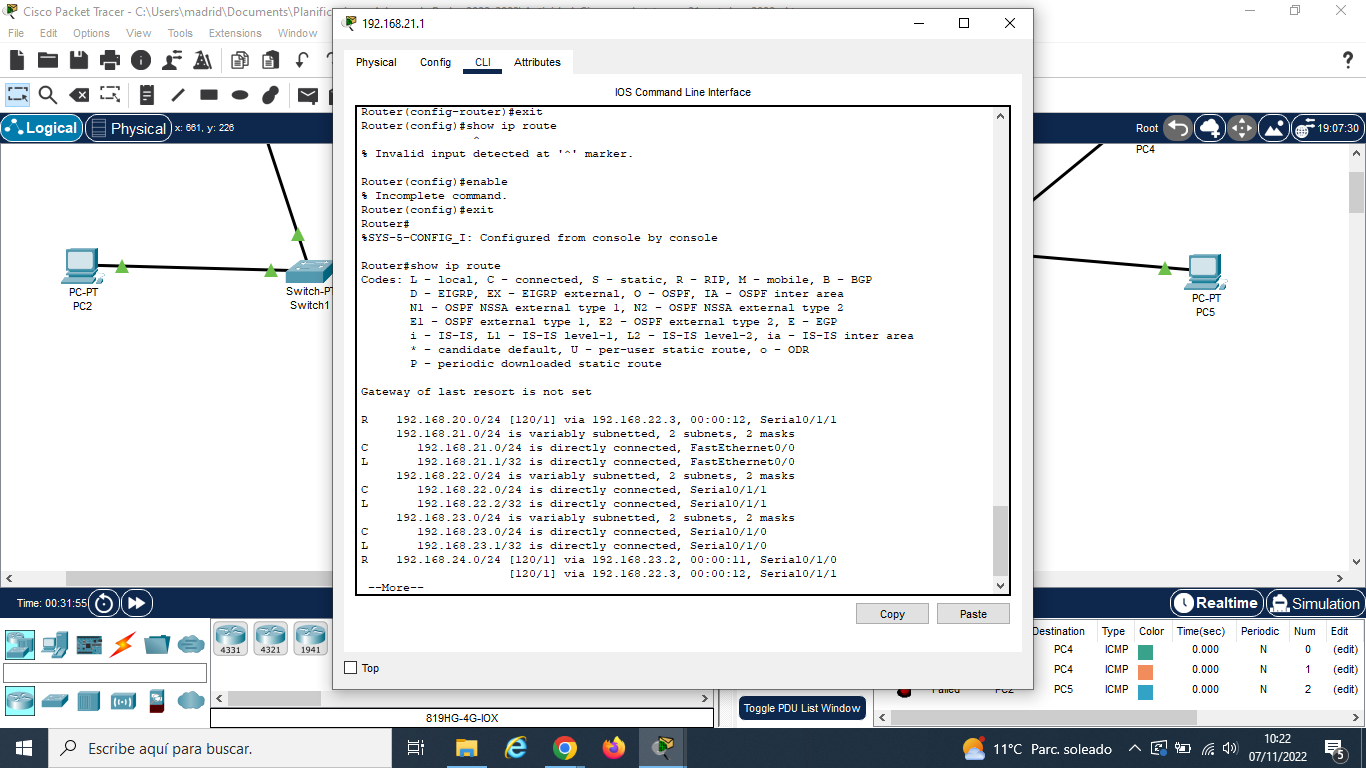 Cisco Packet Tracer - C:\Users\madrid\Documents\Planific
192.168.21.1
File Edit Options View Tools Extensions Window
Physical Config CLI Attributes
IOS Command Line Interface
Logical Physical x: 661, y: 226
Root 19:07:30
Router(config-router)#exit
Router(config)#show ip route
^
% Invalid input detected at '^' marker.
Router(config)#enable
% Incomplete command.
Router(config)#exit
Router#
%SYS-5-CONFIG_I: Configured from console by console
Router#show ip route
Codes: L - local, C - connected, S - static, R - RIP, M - mobile, B - BGP
D - EIGRP, EX - EIGRP external, O - OSPF, IA - OSPF inter area
N1 - OSPF NSSA external type 1, N2 - OSPF NSSA external type 2
E1 - OSPF external type 1, E2 - OSPF external type 2, E - EGP
i - IS-IS, L1 - IS-IS level-1, L2 - IS-IS level-2, ia - IS-IS inter area
* - candidate default, U - per-user static route, o - ODR
P - periodic downloaded static route
Gateway of last resort is not set
R 192.168.20.0/24 [120/1] via 192.168.22.3, 00:00:12, Serial0/1/1
192.168.21.0/24 is variably subnetted, 2 subnets, 2 masks
C 192.168.21.0/24 is directly connected, FastEthernet0/0
L 192.168.21.1/32 is directly connected, FastEthernet0/0
192.168.22.0/24 is variably subnetted, 2 subnets, 2 masks
C 192.168.22.0/24 is directly connected, Serial0/1/1
L 192.168.22.2/32 is directly connected, Serial0/1/1
192.168.23.0/24 is variably subnetted, 2 subnets, 2 masks
C 192.168.23.0/24 is directly connected, Serial0/1/0
L 192.168.23.1/32 is directly connected, Serial0/1/0
R 192.168.24.0/24 [120/1] via 192.168.23.2, 00:00:11, Serial0/1/0
[120/1] via 192.168.22.3, 00:00:12, Serial0/1/1
--More--
Copy Paste
Top
PC-PT
PC2
Switch-PT
Switch1
PC4
PC-PT
PC5
Time: 00:31:55
Realtime Simulation
4331 4321 1941
819HG-4G-IOX
Toggle PDU List Window
Destination Type Color Time(sec) Periodic Num Edit
PC4 ICMP 0.000 N 0 (edit)
PC4 ICMP 0.000 N 1 (edit)
Failed PC2 PC5 ICMP 0.000 N 2 (edit)
Escribe aquí para buscar.
11°C Parc. soleado
10:22
07/11/2022
5